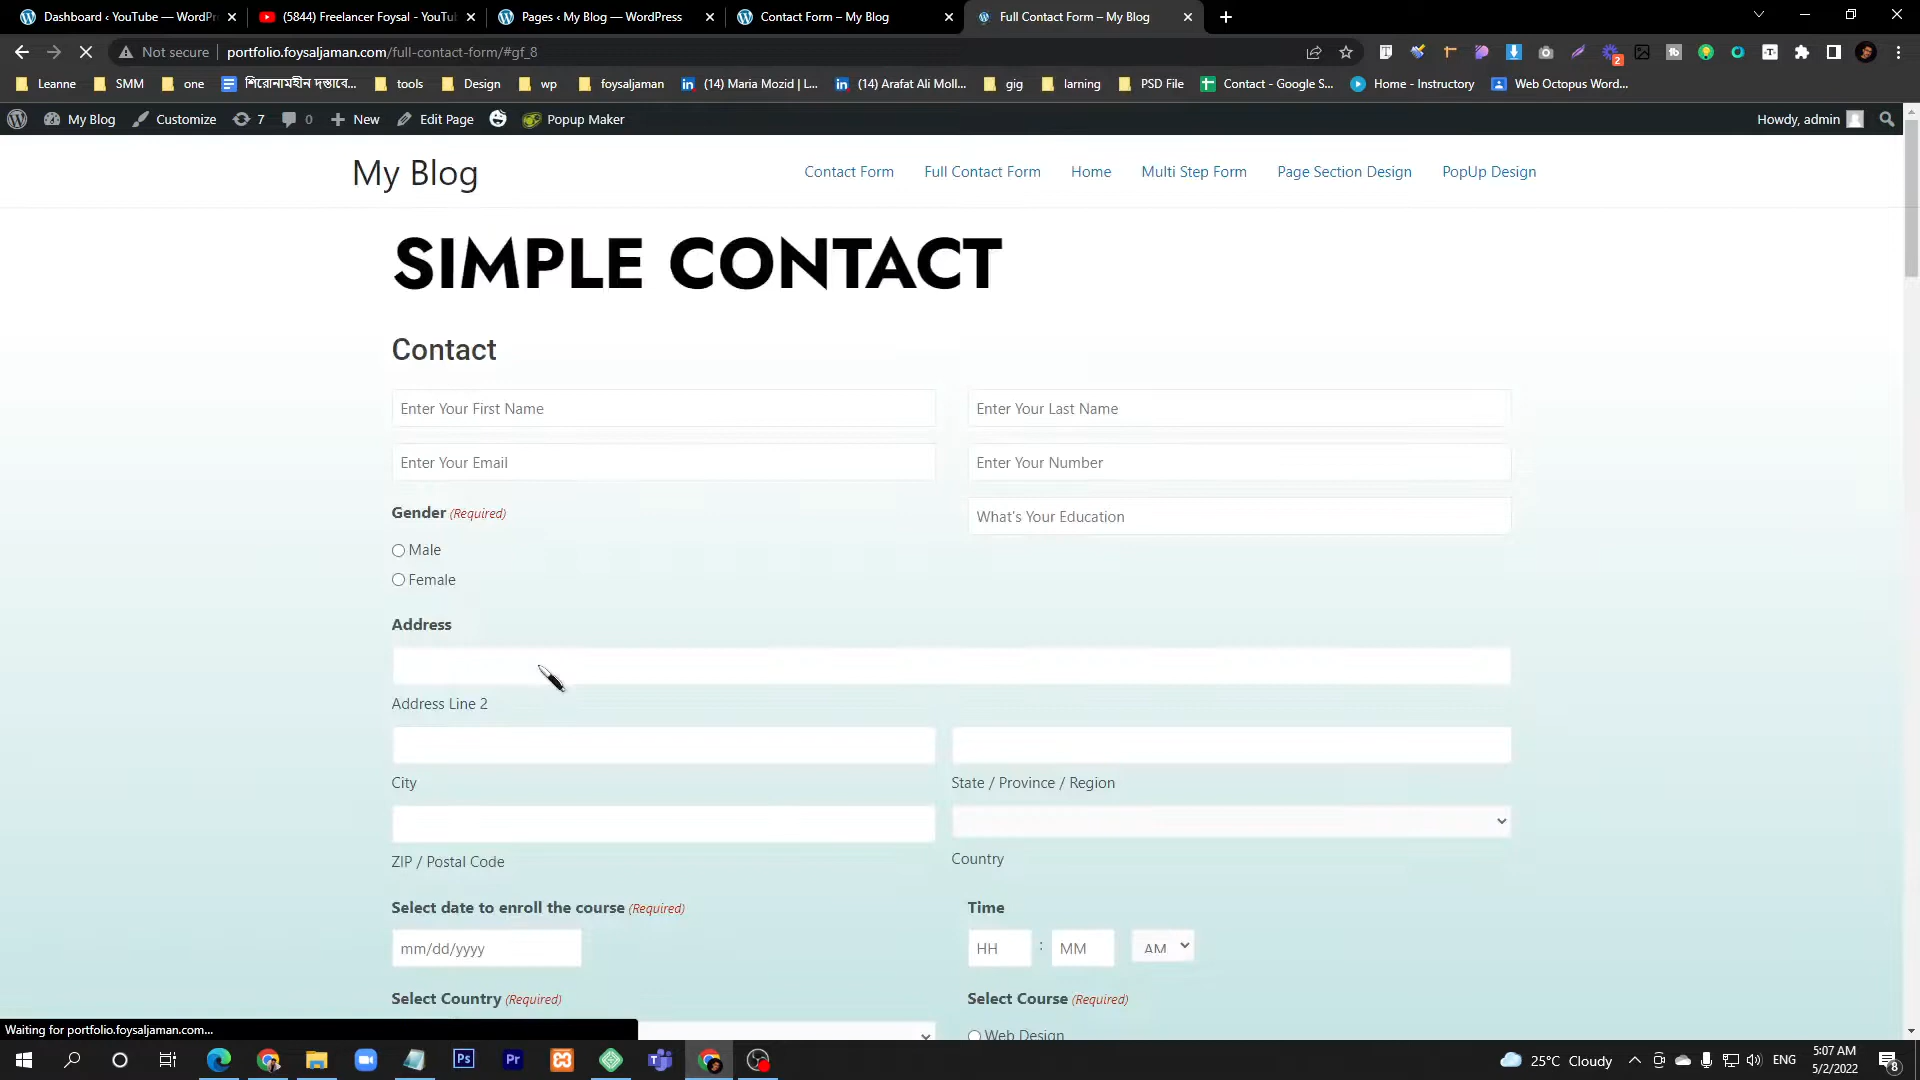 Dashboard ‹ YouTube — WordPr
(5844) Freelancer Foysal - YouTu
Pages ‹ My Blog — WordPress
Contact Form – My Blog
Full Contact Form – My Blog
Not secure
portfolio.foysaljaman.com/full-contact-form/#gf_8
2
Leanne
SMM
one
শিরোনামহীন দস্তাবে...
tools
Design
wp
foysaljaman
(14) Maria Mozid | L...
(14) Arafat Ali Moll...
gig
larning
PSD File
Contact - Google S...
Home - Instructory
Web Octopus Word...
My Blog
Customize
7
0
New
Edit Page
Popup Maker
Howdy, admin
My Blog
Contact Form
Full Contact Form
Home
Multi Step Form
Page Section Design
PopUp Design
SIMPLE CONTACT
Contact
Enter Your First Name
Enter Your Last Name
Enter Your Email
Enter Your Number
Gender (Required)
What's Your Education
Male
Female
Address
Address Line 2
City
State / Province / Region
ZIP / Postal Code
Country
Select date to enroll the course (Required)
Time
mm/dd/yyyy
HH
:
MM
AM
Select Country (Required)
Select Course (Required)
Web Design
Waiting for portfolio.foysaljaman.com...
Ps
Pr
25°C Cloudy
ENG
5:07 AM
5/2/2022
8